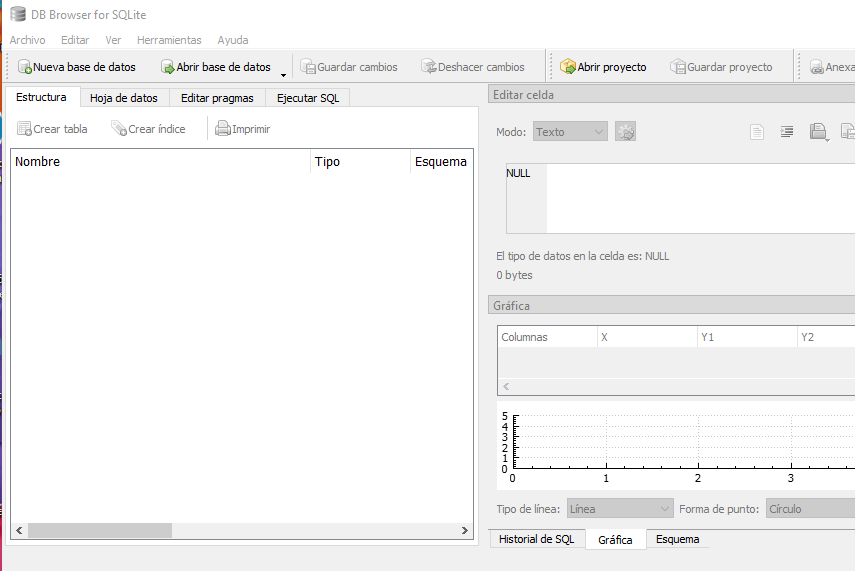 DB Browser for SQLite
Archivo Editar Ver Herramientas Ayuda
Nueva base de datos Abrir base de datos Guardar cambios Deshacer cambios Abrir proyecto Guardar proyecto Anexa
Estructura Hoja de datos Editar pragmas Ejecutar SQL
Crear tabla Crear índice Imprimir
Nombre Tipo Esquema
Editar celda
Modo: Texto
NULL
El tipo de datos en la celda es: NULL
0 bytes
Gráfica
Columnas X Y1 Y2
5
4
3
2
1
0
0 1 2 3
Tipo de línea: Línea Forma de punto: Círculo
Historial de SQL Gráfica Esquema